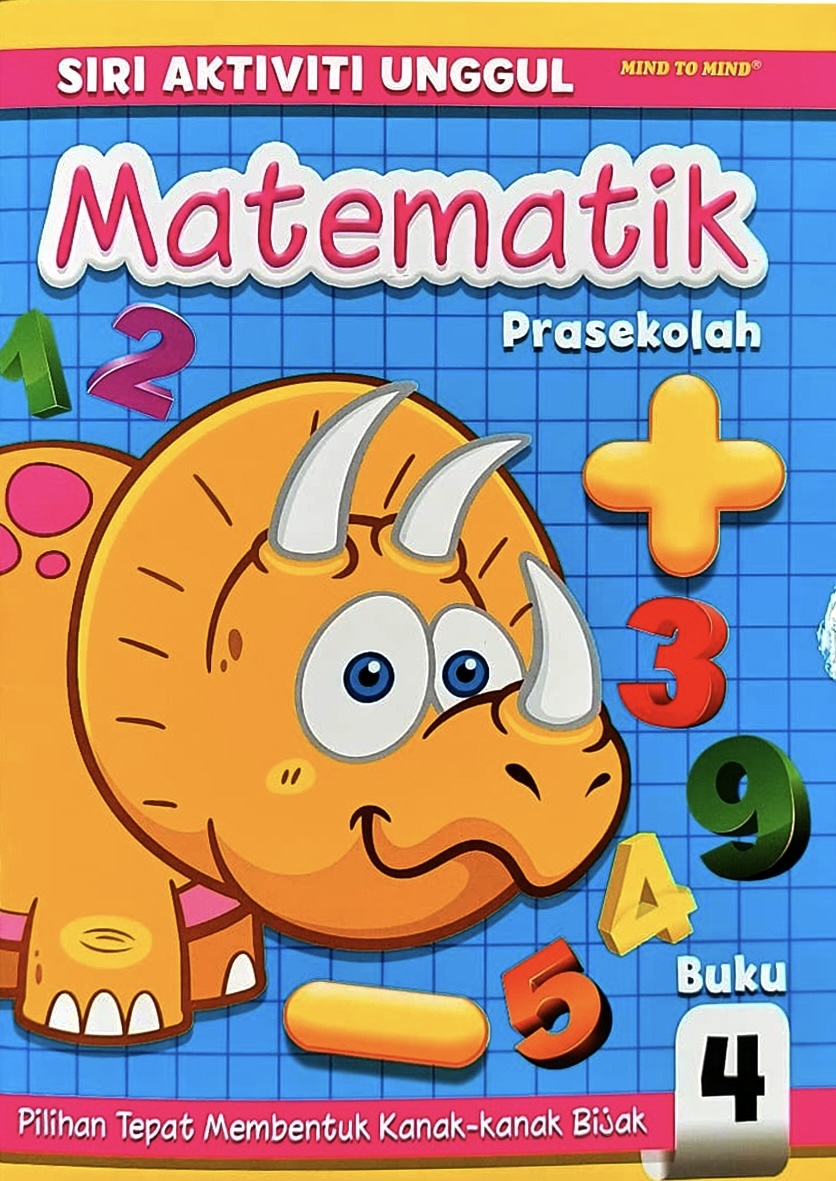 SIRI AKTIVITI UNGGUL
MIND TO MIND®
Matematik
Prasekolah
1 2
+
3
9
4
5
−
Buku
4
Pilihan Tepat Membentuk Kanak-kanak Bijak